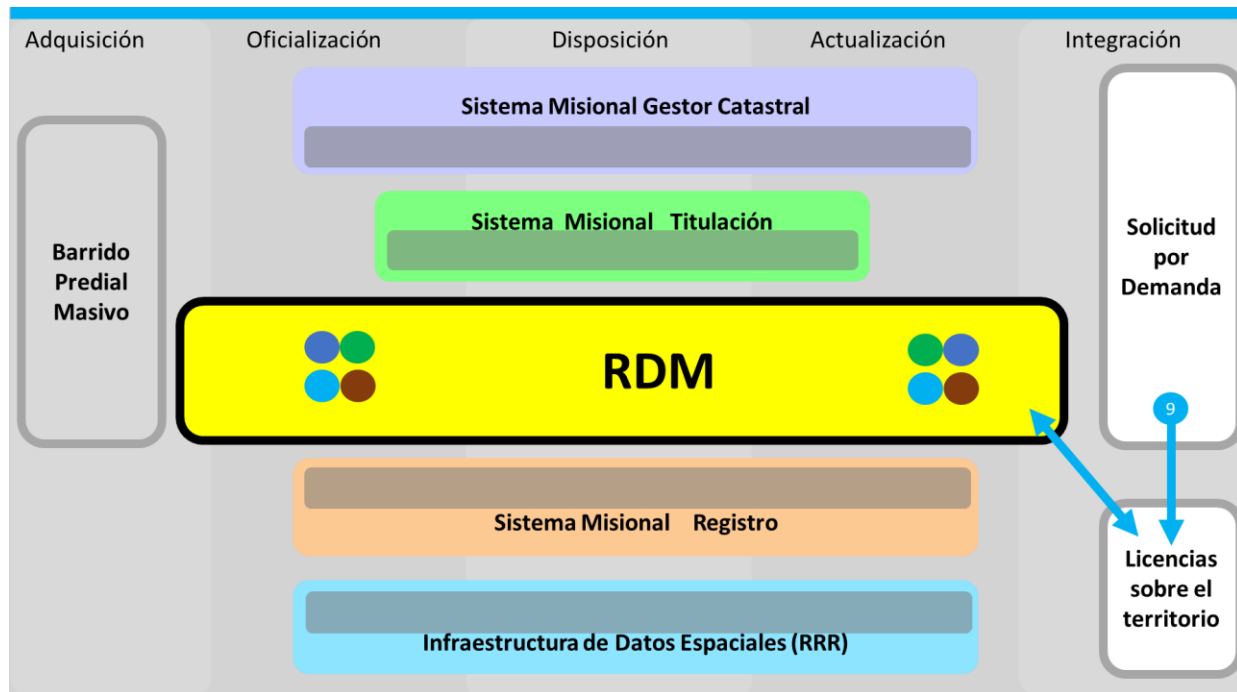 Adquisición
Oficialización
Disposición
Actualización
Integración
Sistema Misional Gestor Catastral
Sistema Misional Titulación
Barrido
Predial
Masivo
RDM
Solicitud
por
Demanda
9
Sistema Misional Registro
Licencias
sobre el
territorio
Infraestructura de Datos Espaciales (RRR)